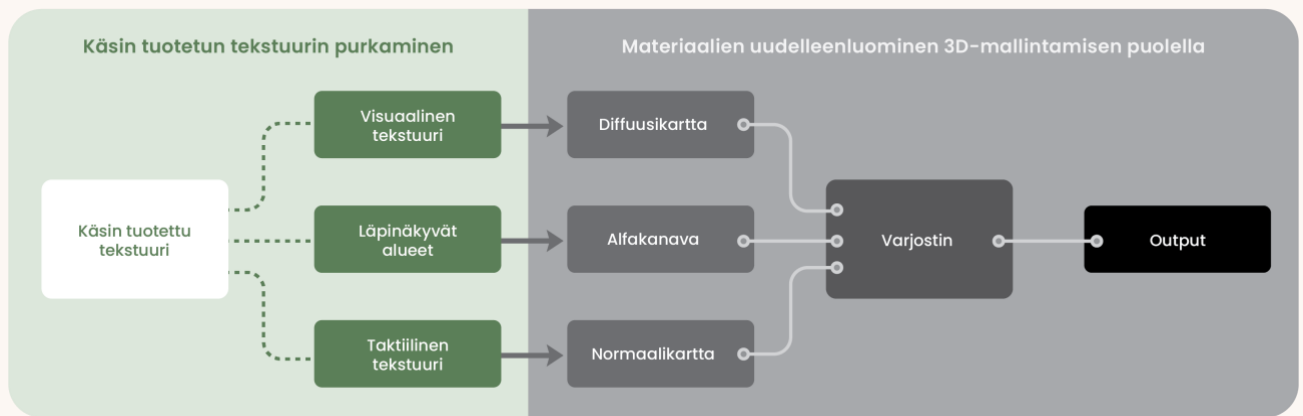 Käsin tuotetun tekstuurin purkaminen
Materiaalien uudelleenluominen 3D-mallintamisen puolella
Visuaalinen
tekstuuri
Diffuusikartta
Käsin tuotettu
tekstuuri
Läpinäkyvät
alueet
Alfakanava
Varjostin
Output
Taktiilinen
tekstuuri
Normaalikartta